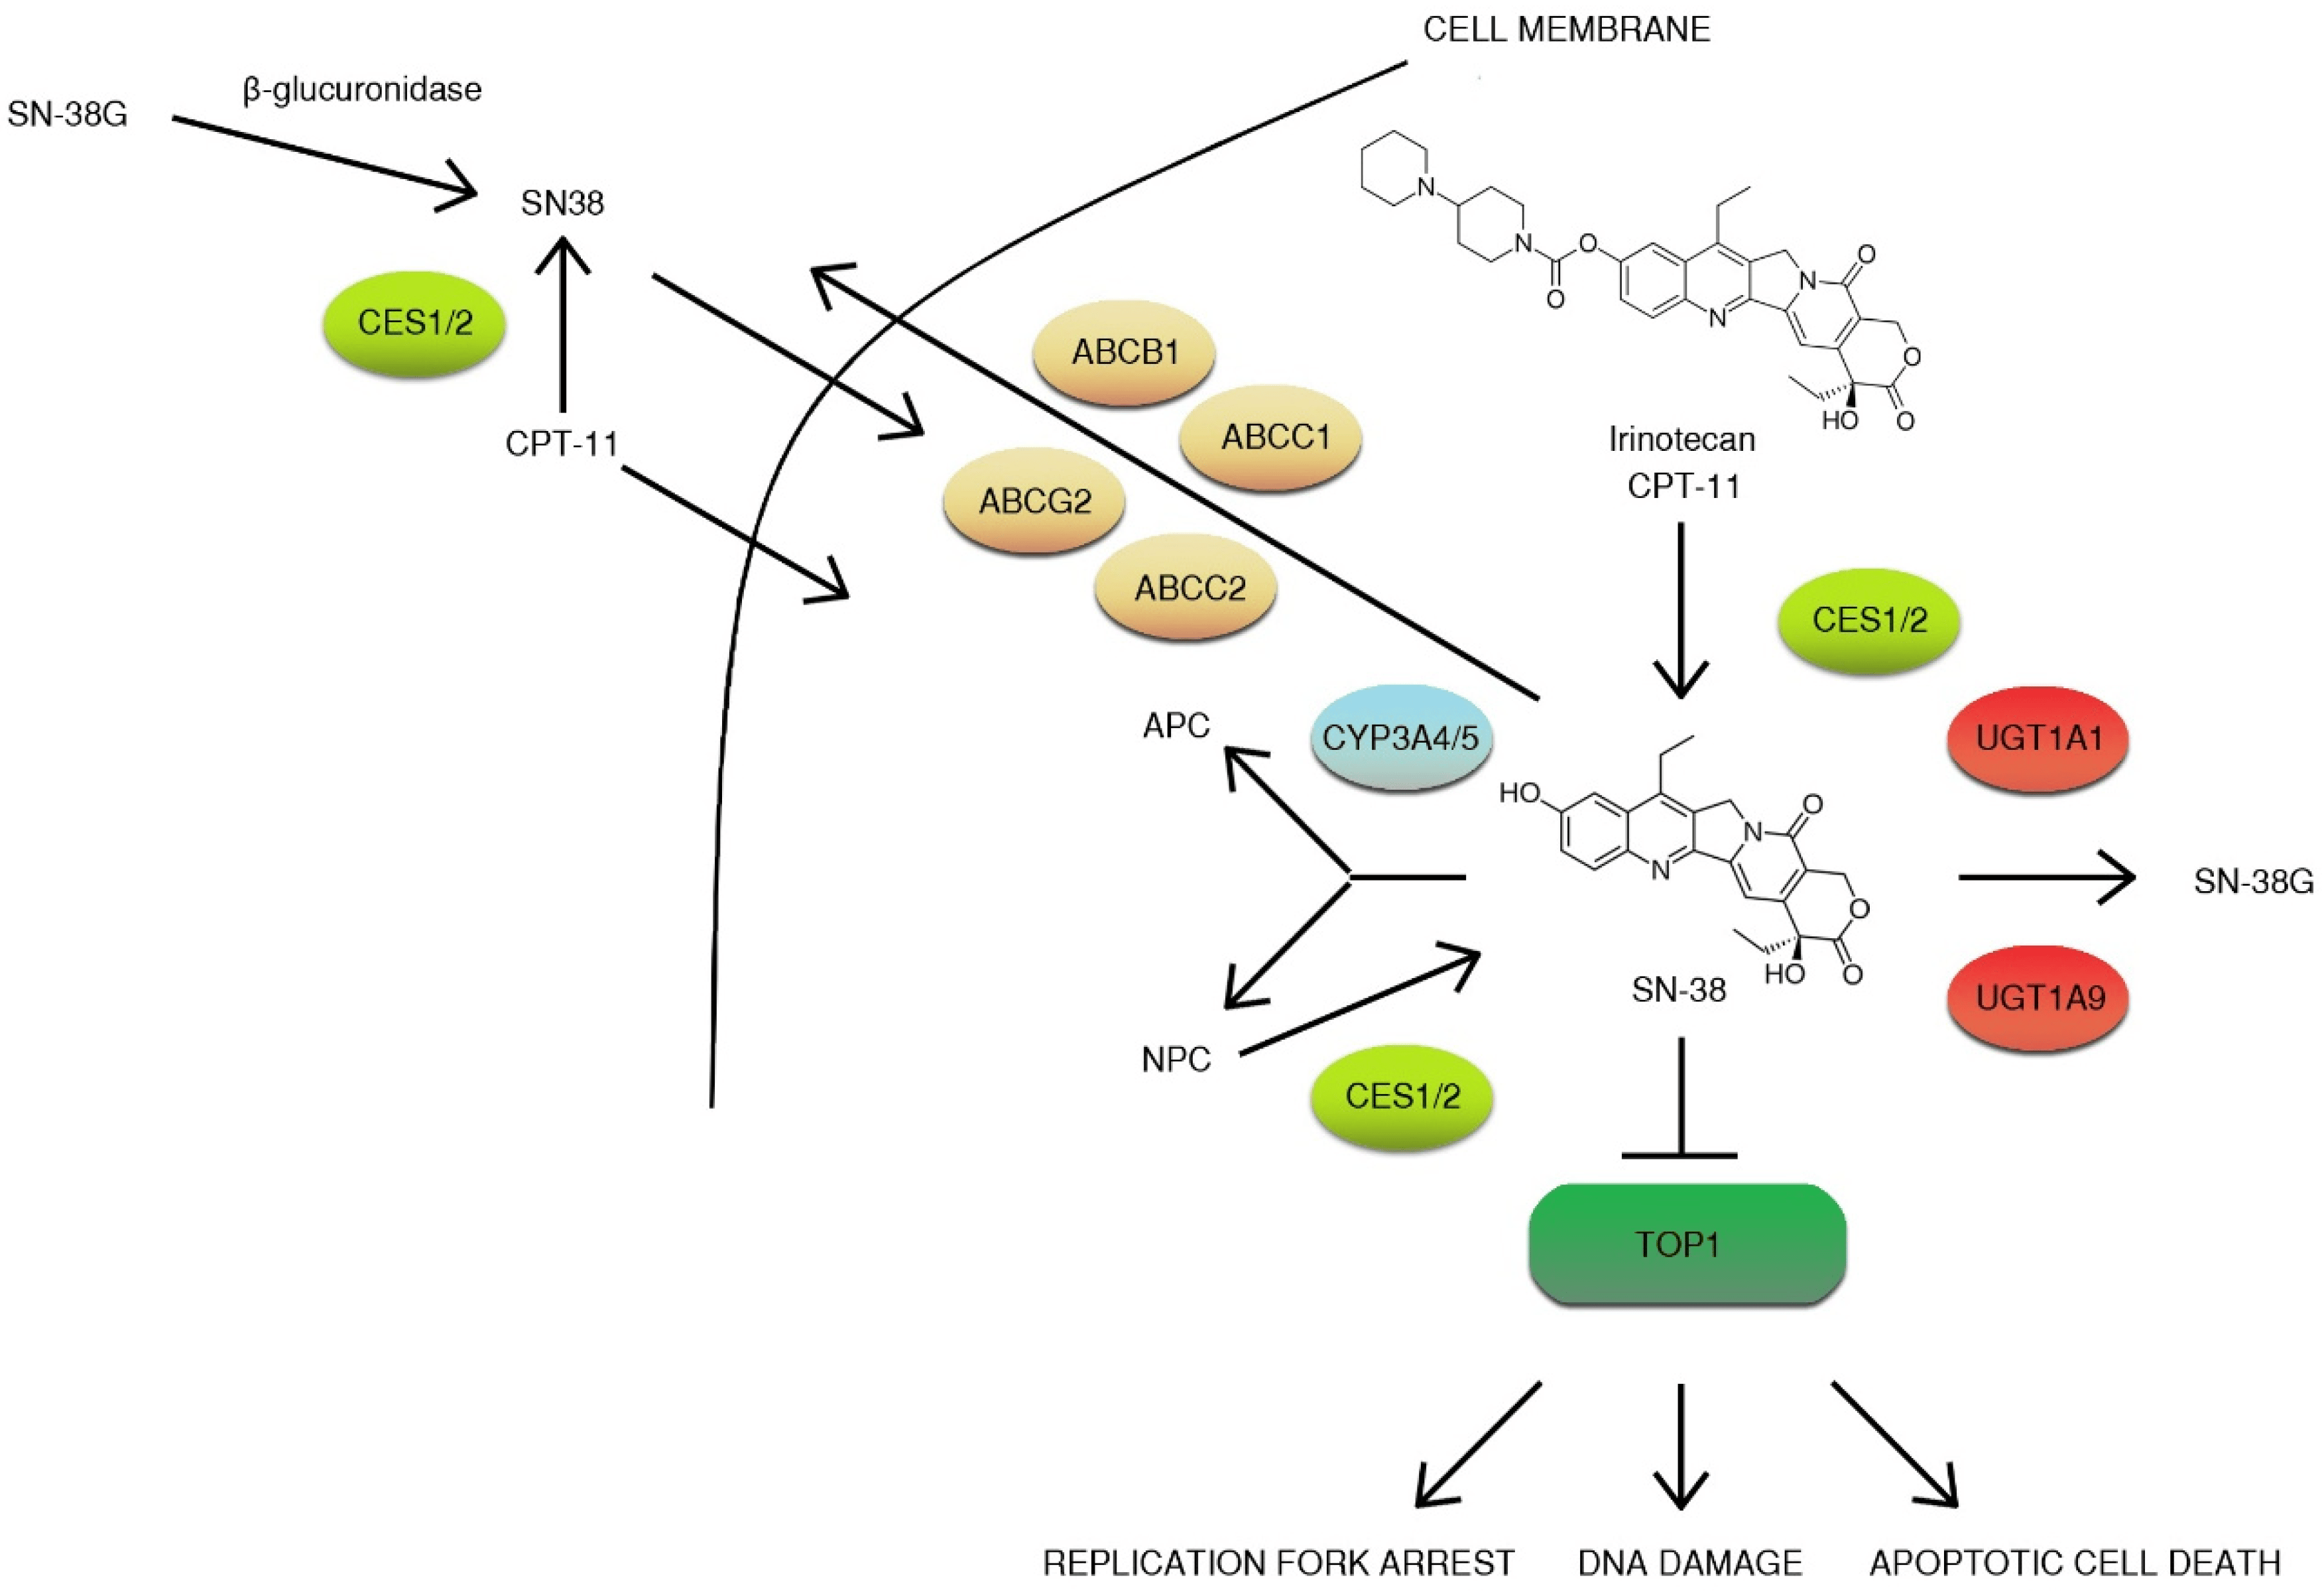 CELL MEMBRANE
SN-38G
β-glucuronidase
SN38
CES1/2
CPT-11
ABCB1
ABCC1
ABCG2
ABCC2
N
N
O
O
O
N
N
O
O
O
HO
Irinotecan
CPT-11
CES1/2
APC
CYP3A4/5
UGT1A1
HO
N
N
O
O
O
HO
SN-38
SN-38G
UGT1A9
NPC
CES1/2
TOP1
REPLICATION FORK ARREST
DNA DAMAGE
APOPTOTIC CELL DEATH